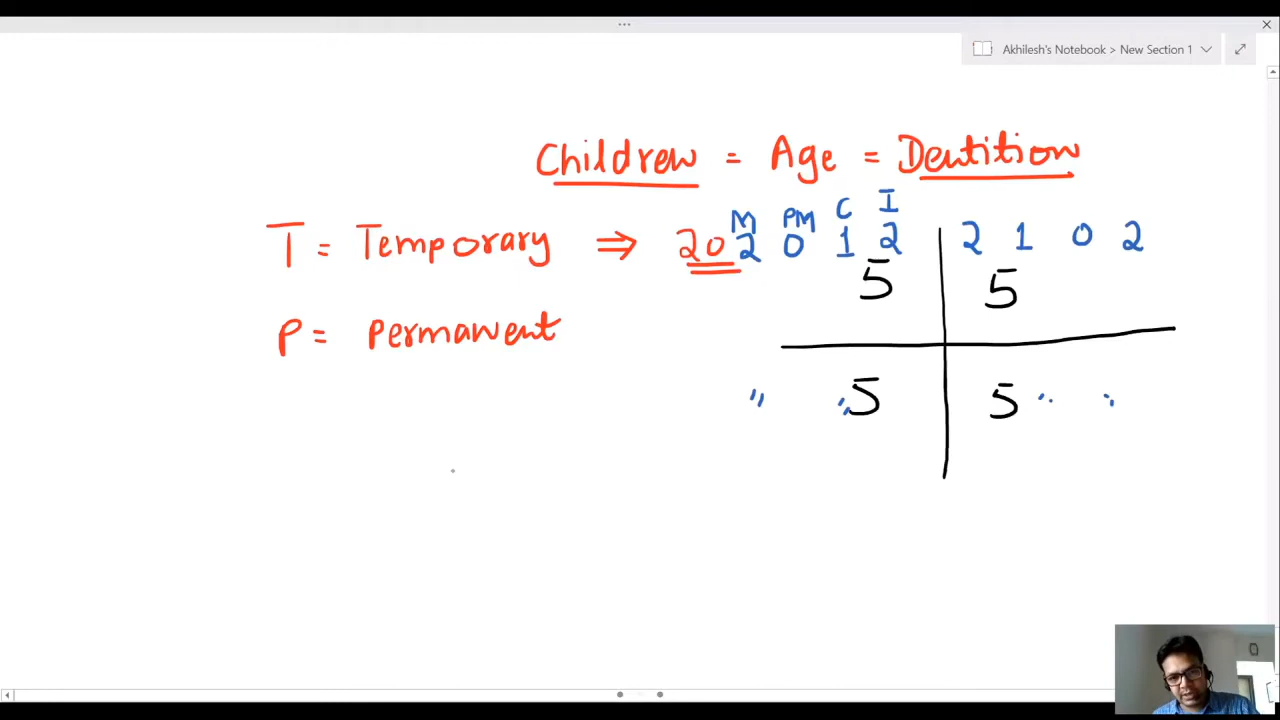 Akhilesh's Notebook > New Section 1
Children = Age = Dentition
M PM C I
T = Temporary ⇒ 20 2 0 1 2 2 1 0 2
5 5
P = Permanent
" " 5 5 " "